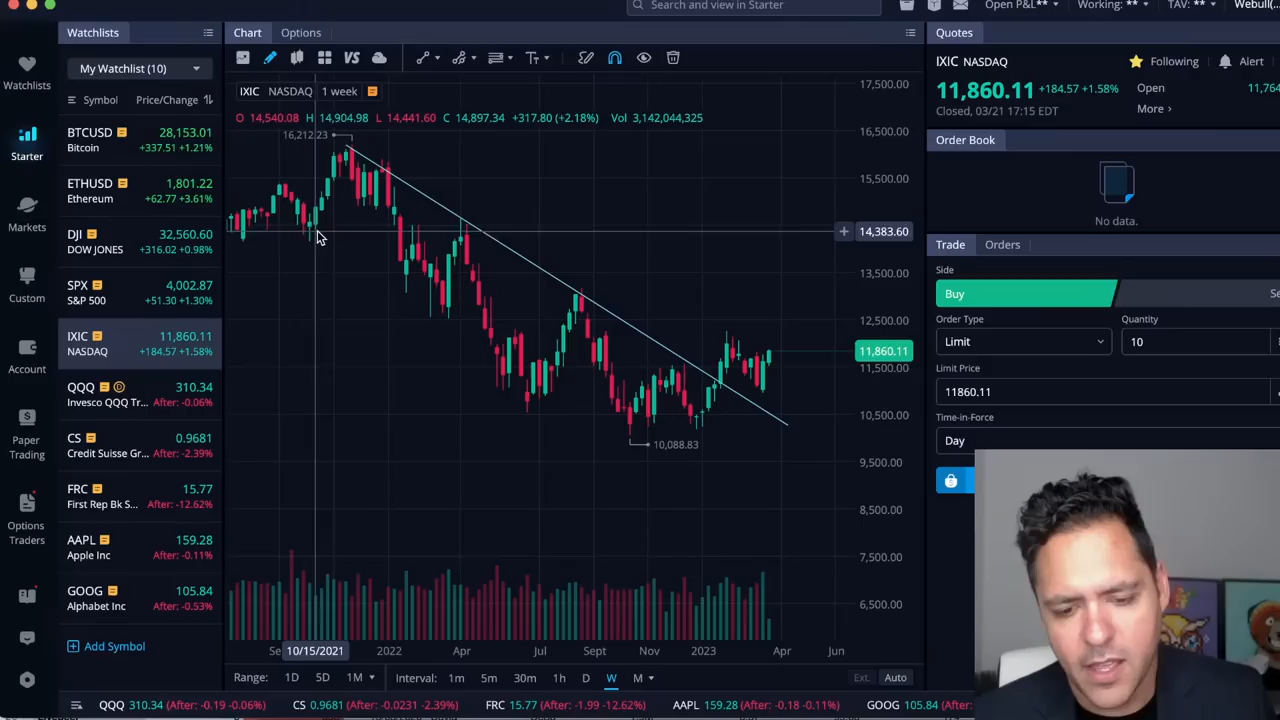 Search and view in Starter
Open P&L**
Working: **
TAV: **
Webull(...
Watchlists
Chart
Options
Quotes
Watchlists
Starter
Markets
Custom
Account
Paper
Trading
Options
Traders
My Watchlist (10)
Symbol
Price/Change
BTCUSD
28,153.01
Bitcoin
+337.51 +1.21%
ETHUSD
1,801.22
Ethereum
+62.77 +3.61%
DJI
32,560.60
DOW JONES
+316.02 +0.98%
SPX
4,002.87
S&P 500
+51.30 +1.30%
IXIC
11,860.11
NASDAQ
+184.57 +1.58%
QQQ
310.34
Invesco QQQ Tr...
After: -0.06%
CS
0.9681
Credit Suisse Gr...
After: -2.39%
FRC
15.77
First Rep Bk S...
After: -12.62%
AAPL
159.28
Apple Inc
After: -0.11%
GOOG
105.84
Alphabet Inc
After: -0.53%
Add Symbol
VS
IXIC NASDAQ 1 week
O 14,540.08 H 14,904.98 L 14,441.60 C 14,897.34 +317.80 (+2.18%) Vol 3,142,044,325
16,212.23
10,088.83
17,500.00
16,500.00
15,500.00
14,383.60
13,500.00
12,500.00
11,860.11
11,500.00
10,500.00
9,500.00
8,500.00
7,500.00
6,500.00
10/15/2021
2022
Apr
Jul
Sept
Nov
2023
Apr
Jun
Range: 1D 5D 1M
Interval: 1m 5m 30m 1h D W M
Ext.
Auto
IXIC NASDAQ
Following
Alert
11,860.11 +184.57 +1.58%
Open
11,764
Closed, 03/21 17:15 EDT
More
Order Book
No data.
Trade
Orders
Side
Buy
Se
Order Type
Quantity
Limit
10
Limit Price
11860.11
Time-in-Force
Day
QQQ 310.34 (After: -0.19 -0.06%)
CS 0.9681 (After: -0.0231 -2.39%)
FRC 15.77 (After: -1.99 -12.62%)
AAPL 159.28 (After: -0.18 -0.11%)
GOOG 105.84 (After: